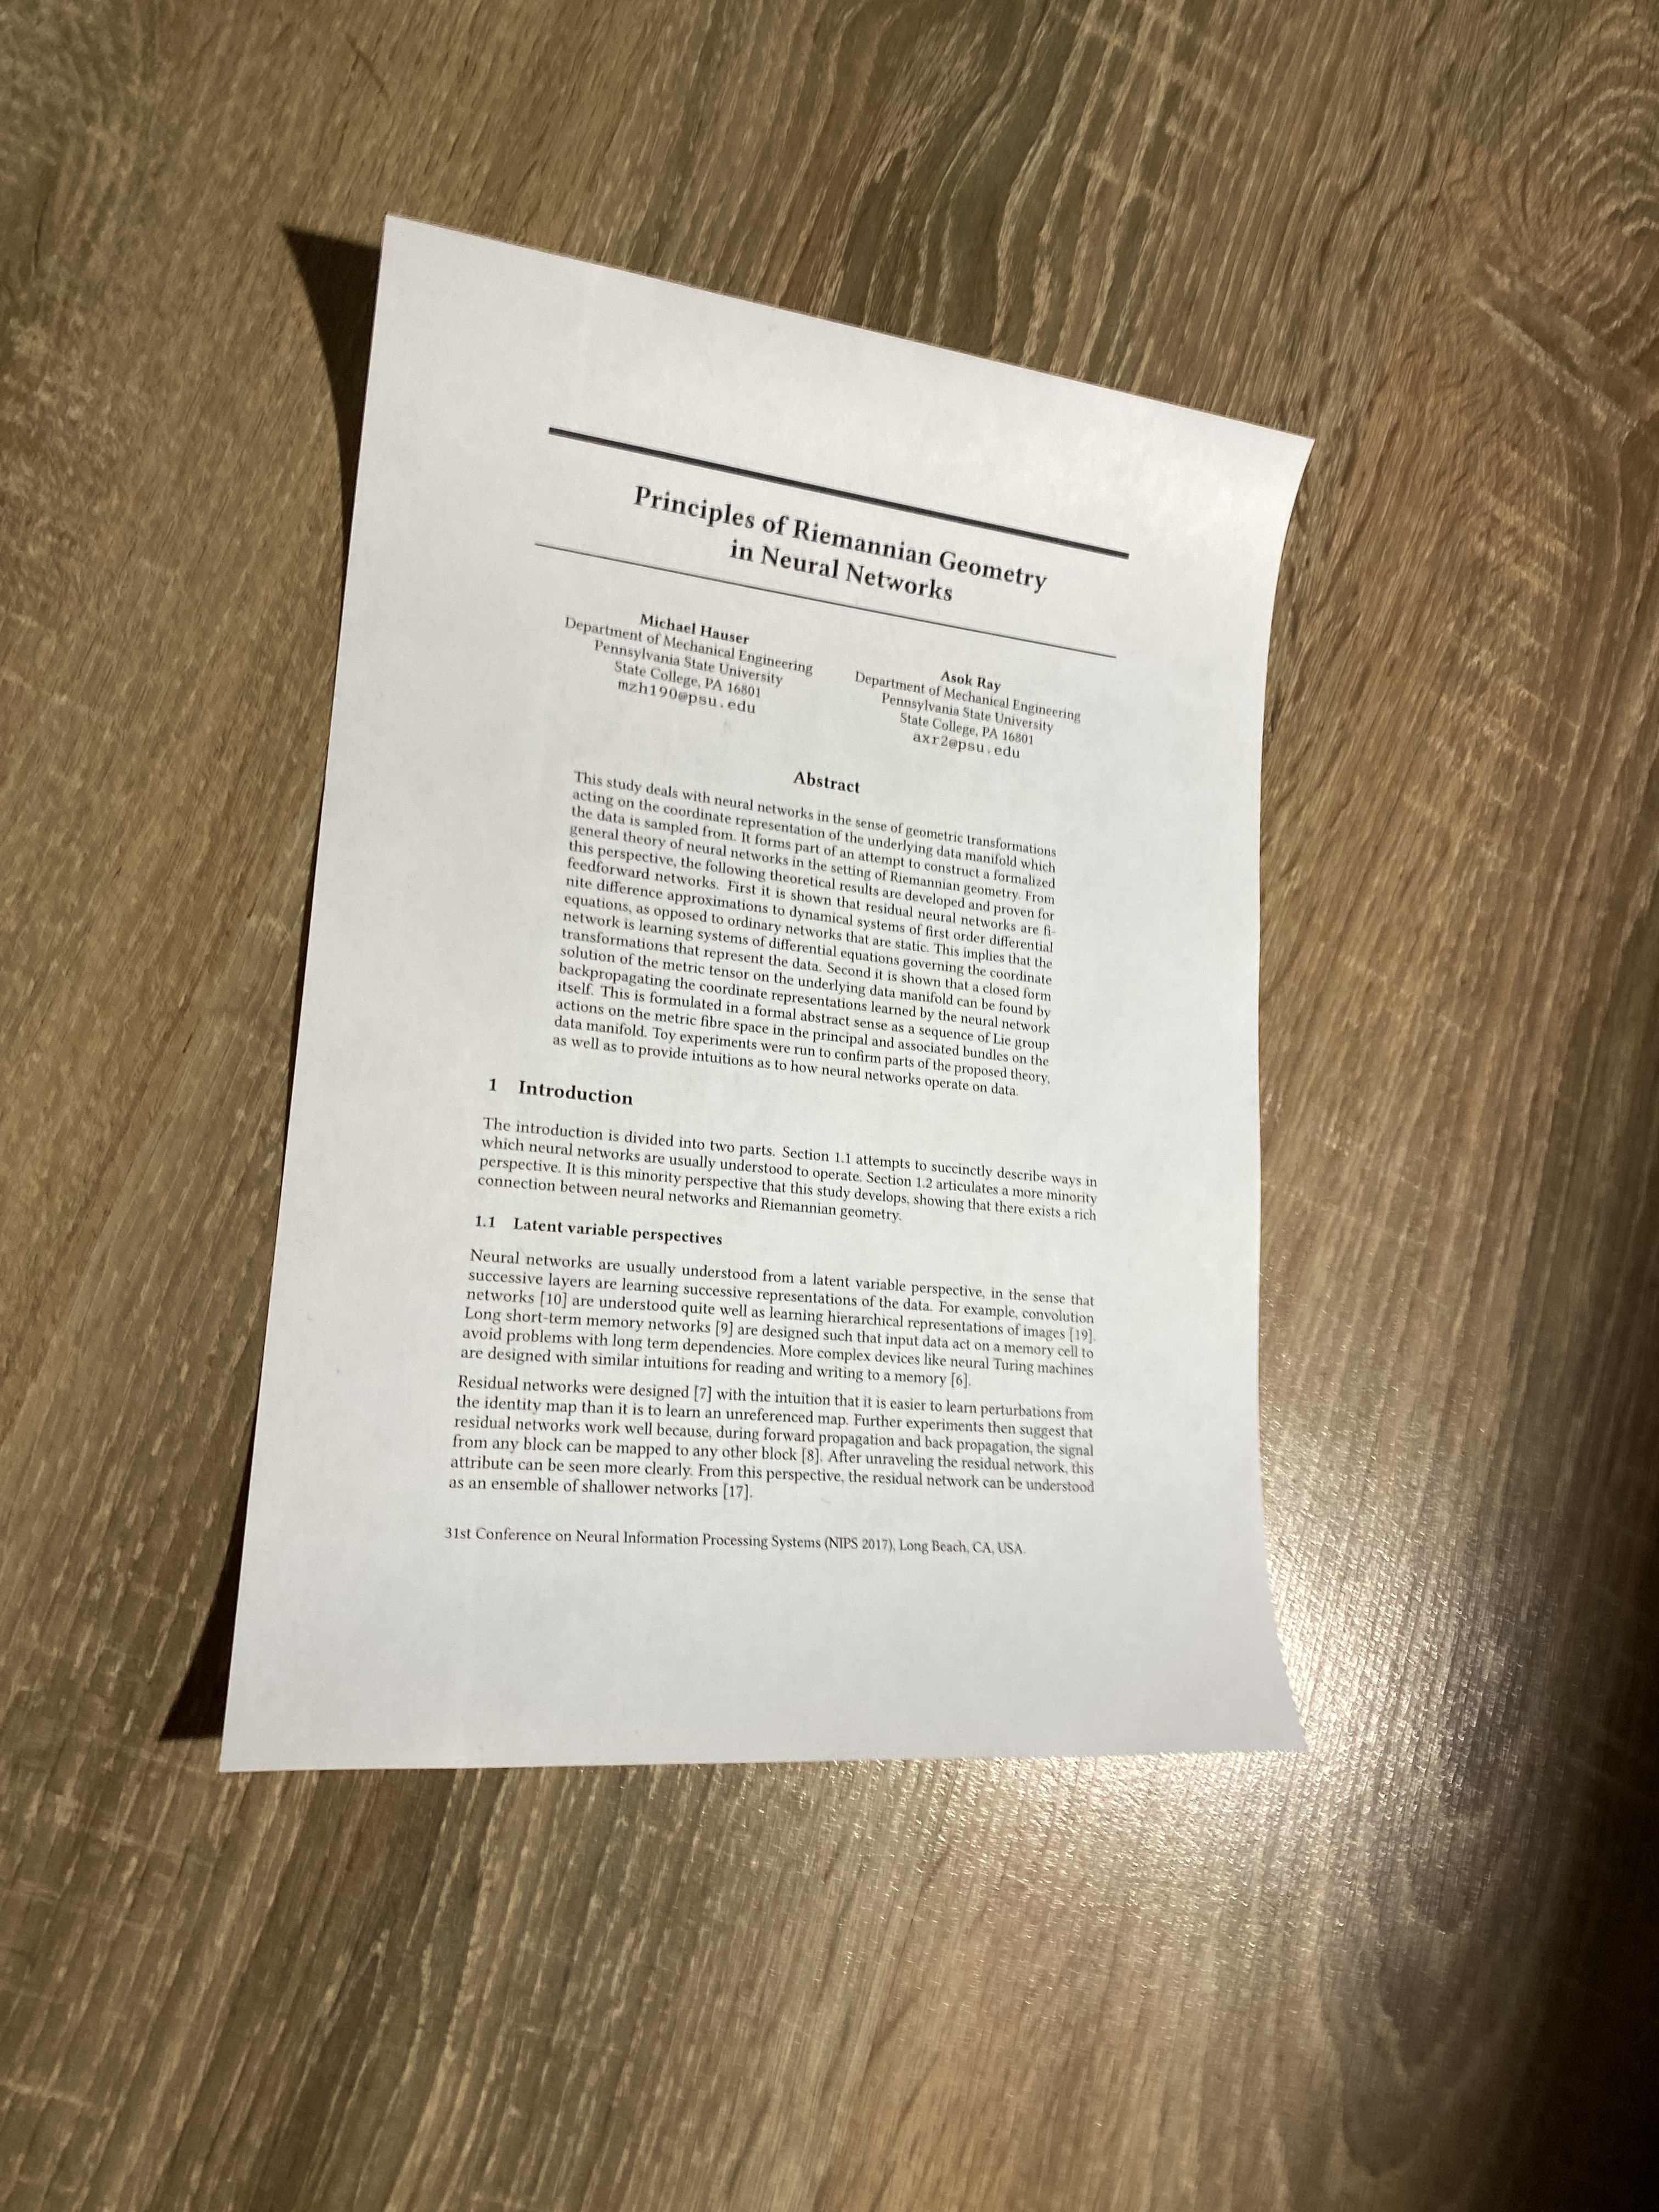 Principles of Riemannian Geometry
in Neural Networks
Michael Hauser
Department of Mechanical Engineering
Pennsylvania State University
State College, PA 16801
mzh190@psu.edu
Asok Ray
Department of Mechanical Engineering
Pennsylvania State University
State College, PA 16801
axr2@psu.edu
Abstract
This study deals with neural networks in the sense of geometric transformations
acting on the coordinate representation of the underlying data manifold which
the data is sampled from. It forms part of an attempt to construct a formalized
general theory of neural networks in the setting of Riemannian geometry. From
this perspective, the following theoretical results are developed and proven for
feedforward networks. First it is shown that residual neural networks are fi-
nite difference approximations to dynamical systems of first order differential
equations, as opposed to ordinary networks that are static. This implies that the
network is learning systems of differential equations governing the coordinate
transformations that represent the data. Second it is shown that a closed form
solution of the metric tensor on the underlying data manifold can be found by
backpropagating the coordinate representations learned by the neural network
itself. This is formulated in a formal abstract sense as a sequence of Lie group
actions on the metric fibre space in the principal and associated bundles on the
data manifold. Toy experiments were run to confirm parts of the proposed theory,
as well as to provide intuitions as to how neural networks operate on data.
1 Introduction
The introduction is divided into two parts. Section 1.1 attempts to succinctly describe ways in
which neural networks are usually understood to operate. Section 1.2 articulates a more minority
perspective. It is this minority perspective that this study develops, showing that there exists a rich
connection between neural networks and Riemannian geometry.
1.1 Latent variable perspectives
Neural networks are usually understood from a latent variable perspective, in the sense that
successive layers are learning successive representations of the data. For example, convolution
networks [10] are understood quite well as learning hierarchical representations of images [19].
Long short-term memory networks [9] are designed such that input data act on a memory cell to
avoid problems with long term dependencies. More complex devices like neural Turing machines
are designed with similar intuitions for reading and writing to a memory [6].
Residual networks were designed [7] with the intuition that it is easier to learn perturbations from
the identity map than it is to learn an unreferenced map. Further experiments then suggest that
residual networks work well because, during forward propagation and back propagation, the signal
from any block can be mapped to any other block [8]. After unraveling the residual network, this
attribute can be seen more clearly. From this perspective, the residual network can be understood
as an ensemble of shallower networks [17].
31st Conference on Neural Information Processing Systems (NIPS 2017), Long Beach, CA, USA.